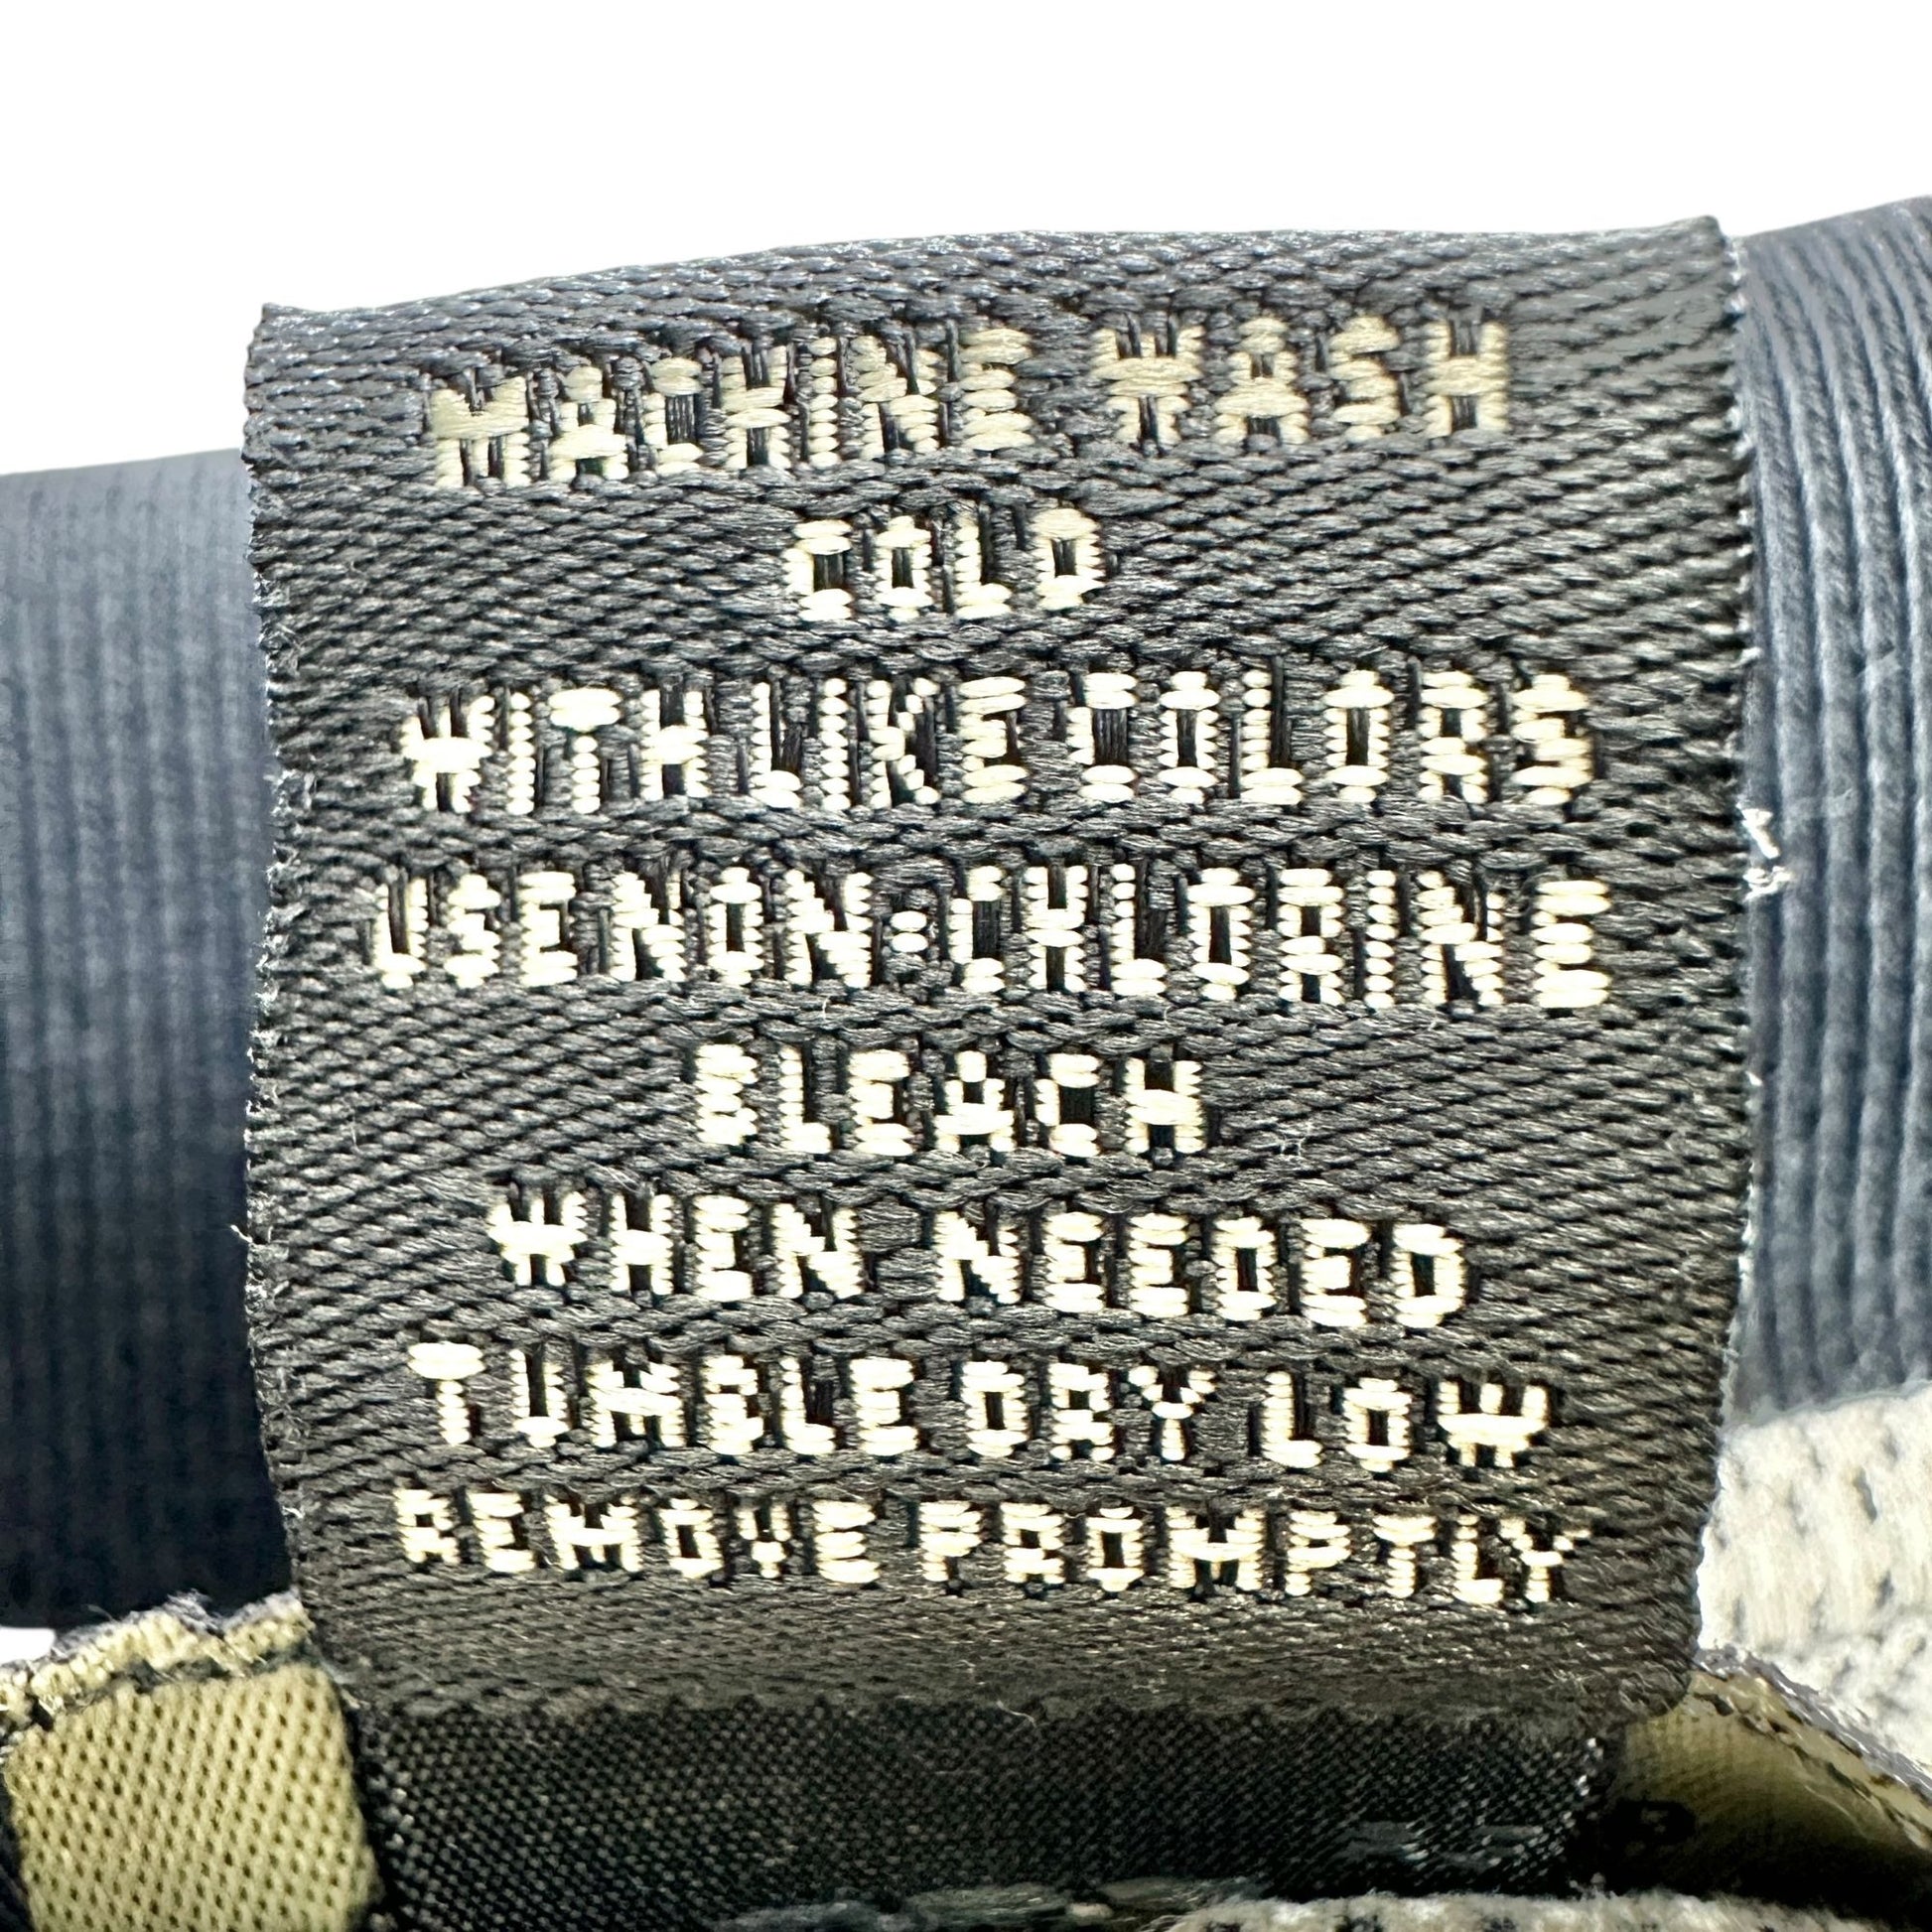 MACHINE WASH
COLD
WITH LIKE COLORS
USE NON-CHLORINE
BLEACH
WHEN NEEDED
TUMBLE DRY LOW
REMOVE PROMPTLY